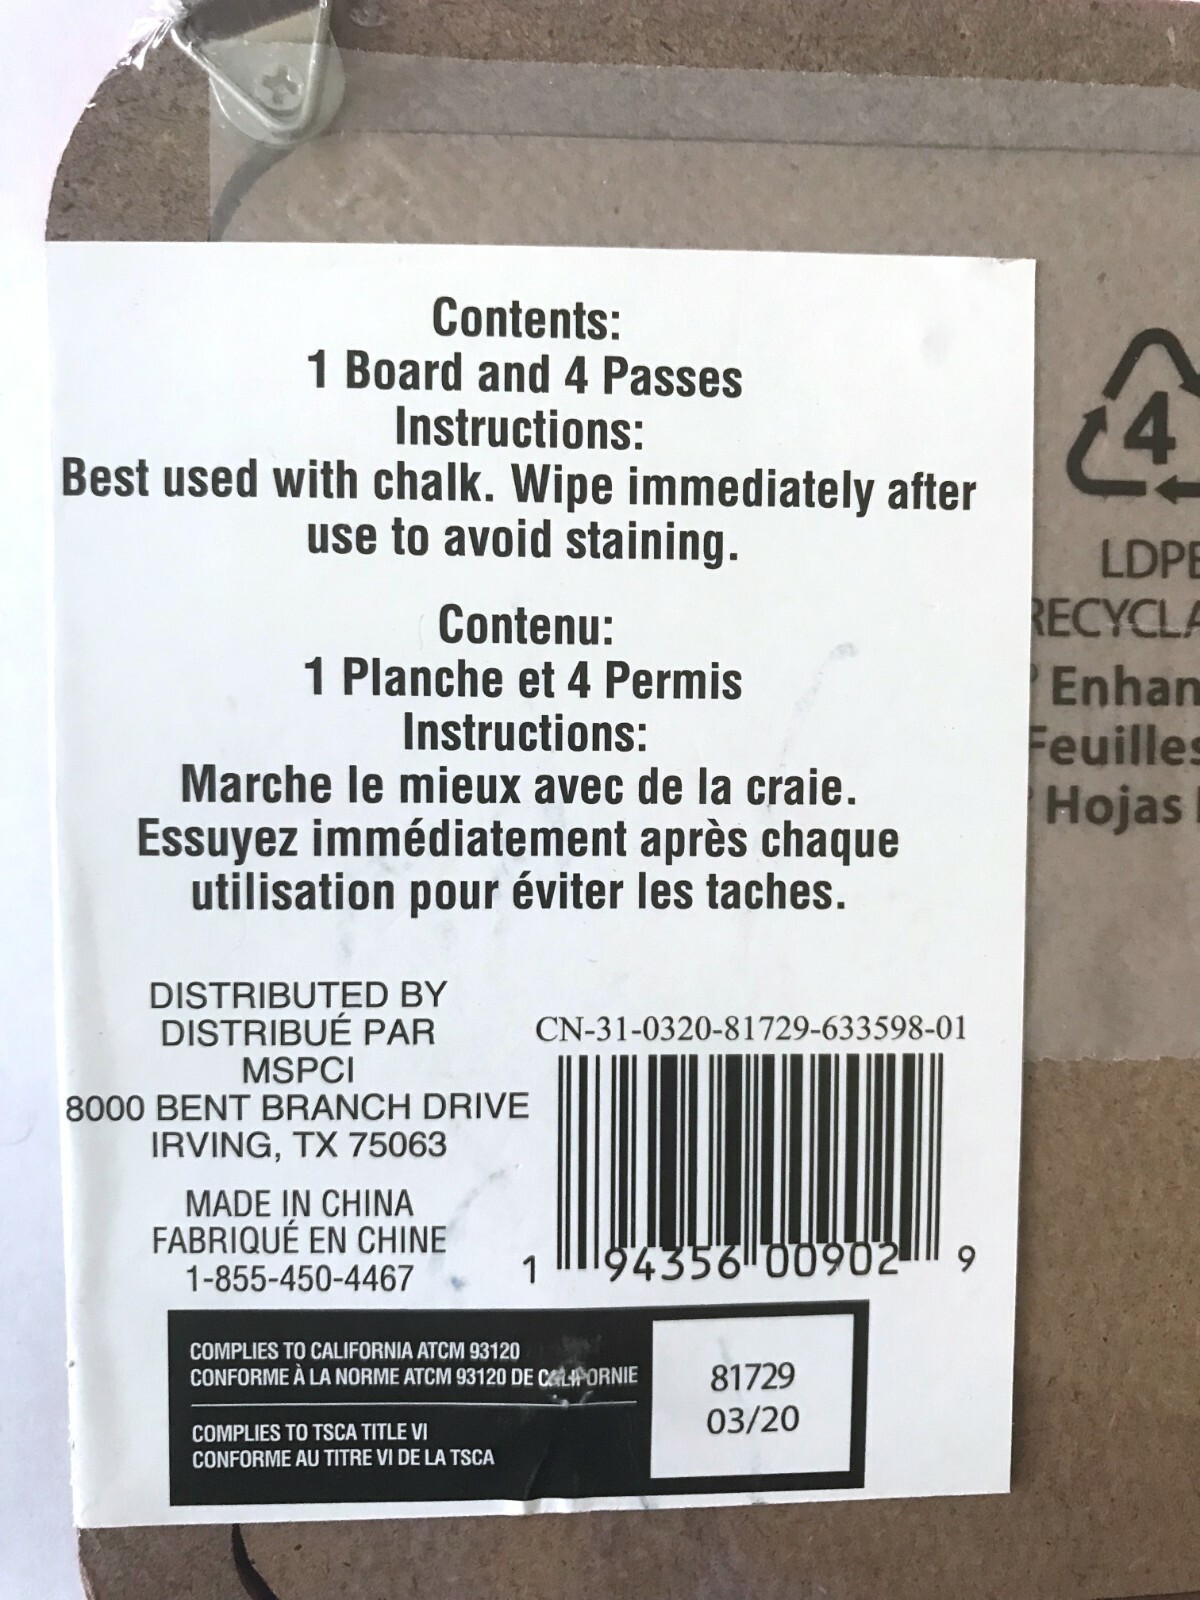 Contents:
1 Board and 4 Passes
Instructions:
Best used with chalk. Wipe immediately after
use to avoid staining.
Contenu:
1 Planche et 4 Permis
Instructions:
Marche le mieux avec de la craie.
Essuyez immédiatement après chaque
utilisation pour éviter les taches.
DISTRIBUTED BY
DISTRIBUÉ PAR
MSPCI
8000 BENT BRANCH DRIVE
IRVING, TX 75063
MADE IN CHINA
FABRIQUÉ EN CHINE
1-855-450-4467
CN-31-0320-81729-633598-01
1 94356 00902 9
COMPLIES TO CALIFORNIA ATCM 93120
CONFORME À LA NORME ATCM 93120 DE CALIFORNIE
COMPLIES TO TSCA TITLE VI
CONFORME AU TITRE VI DE LA TSCA
81729
03/20
4
LDPE
Feuilles
Hojas